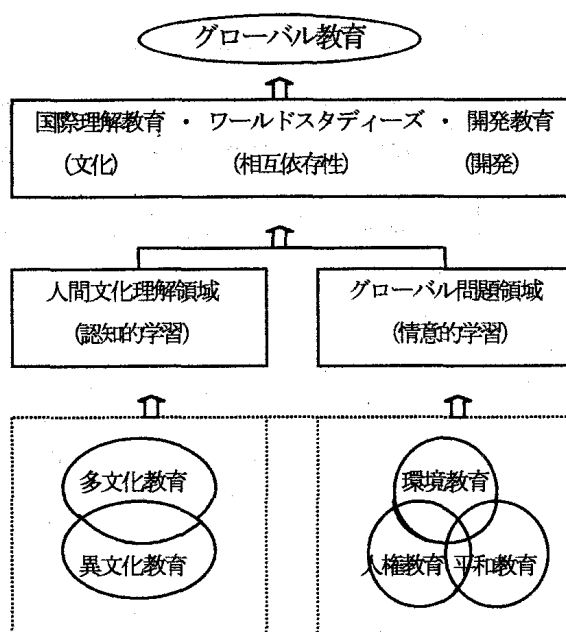 グローバル教育
国際理解教育 ・ ワールドスタディーズ ・ 開発教育
(文化) (相互依存性) (開発)
人間文化理解領域
(認知的学習)
グローバル問題領域
(情意的学習)
多文化教育
異文化教育
環境教育
人権教育 平和教育